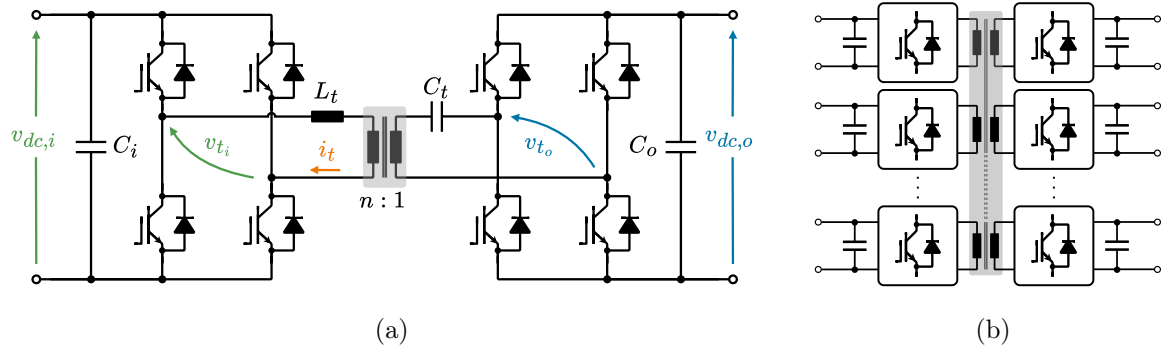 L_t
C_t
v_{dc,i}
C_i
v_{t_i}
i_t
n : 1
v_{t_o}
C_o
v_{dc,o}
(a)
(b)